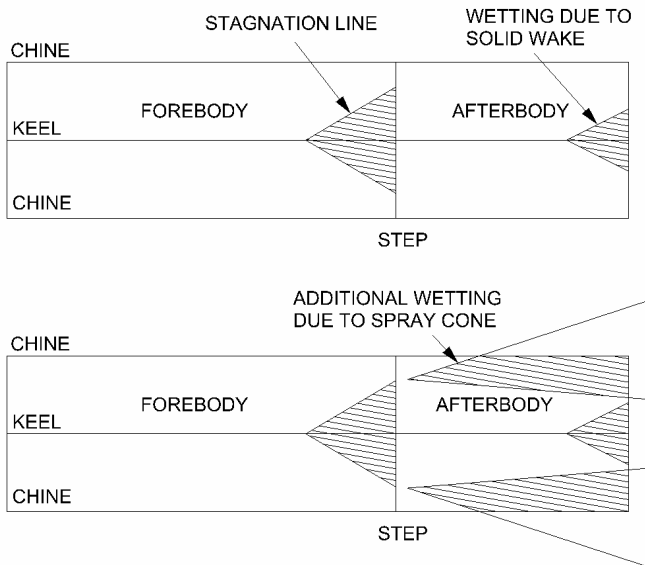 STAGNATION LINE
WETTING DUE TO
SOLID WAKE
CHINE
FOREBODY
AFTERBODY
KEEL
CHINE
STEP
ADDITIONAL WETTING
DUE TO SPRAY CONE
CHINE
FOREBODY
AFTERBODY
KEEL
CHINE
STEP